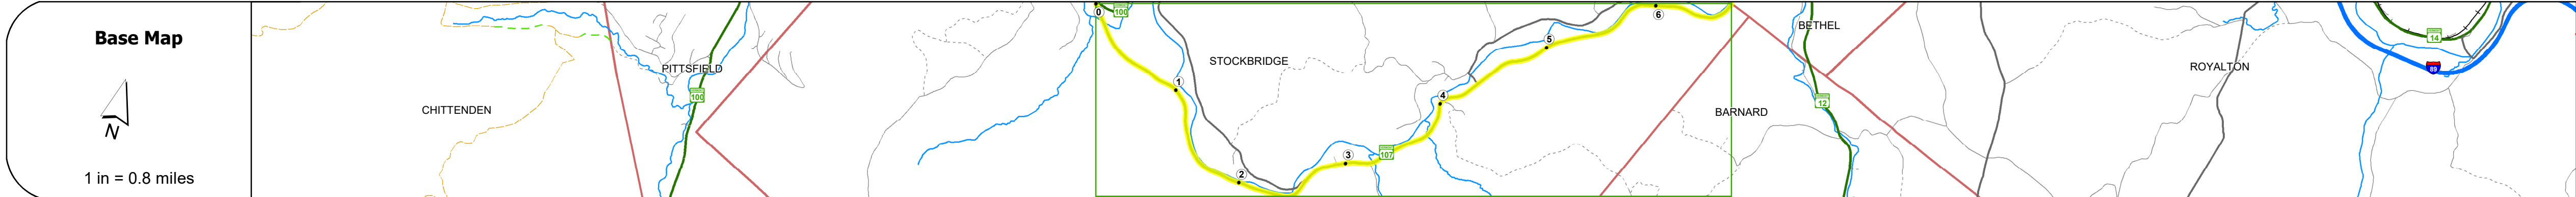 Base Map
N
1 in = 0.8 miles
CHITTENDEN
PITTSFIELD
100
0
100
1
STOCKBRIDGE
2
3
107
4
5
6
BARNARD
BETHEL
12
ROYALTON
14
89